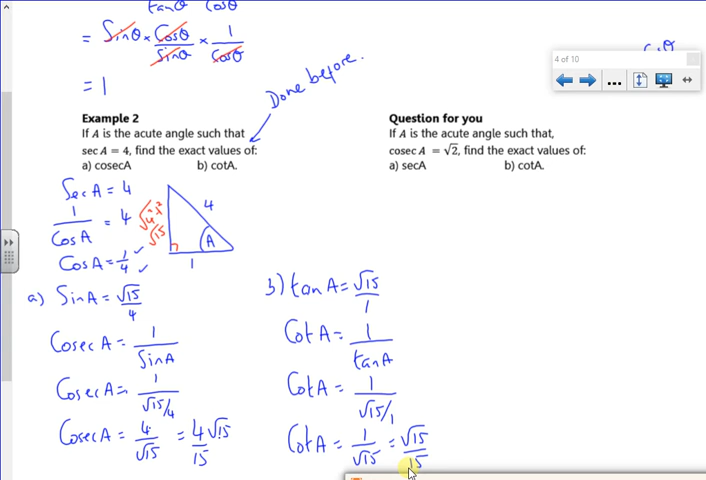 tanθ Cosθ
= Sinθ × Cosθ/Sinθ × 1/Cosθ
= 1
Done before.
4 of 10
Example 2
If A is the acute angle such that
sec A = 4, find the exact values of:
a) cosecA b) cotA.
Question for you
If A is the acute angle such that,
cosec A = √2, find the exact values of:
a) secA b) cotA.
Sec A = 4
1/Cos A = 4
Cos A = 1/4
√15
4
A
1
a) Sin A = √15/4
Cosec A = 1/Sin A
Cosec A = 1/√15/4
Cosec A = 4/√15 = 4√15/15
b) tan A = √15/1
Cot A = 1/tan A
Cot A = 1/√15/1
Cot A = 1/√15 = √15/15